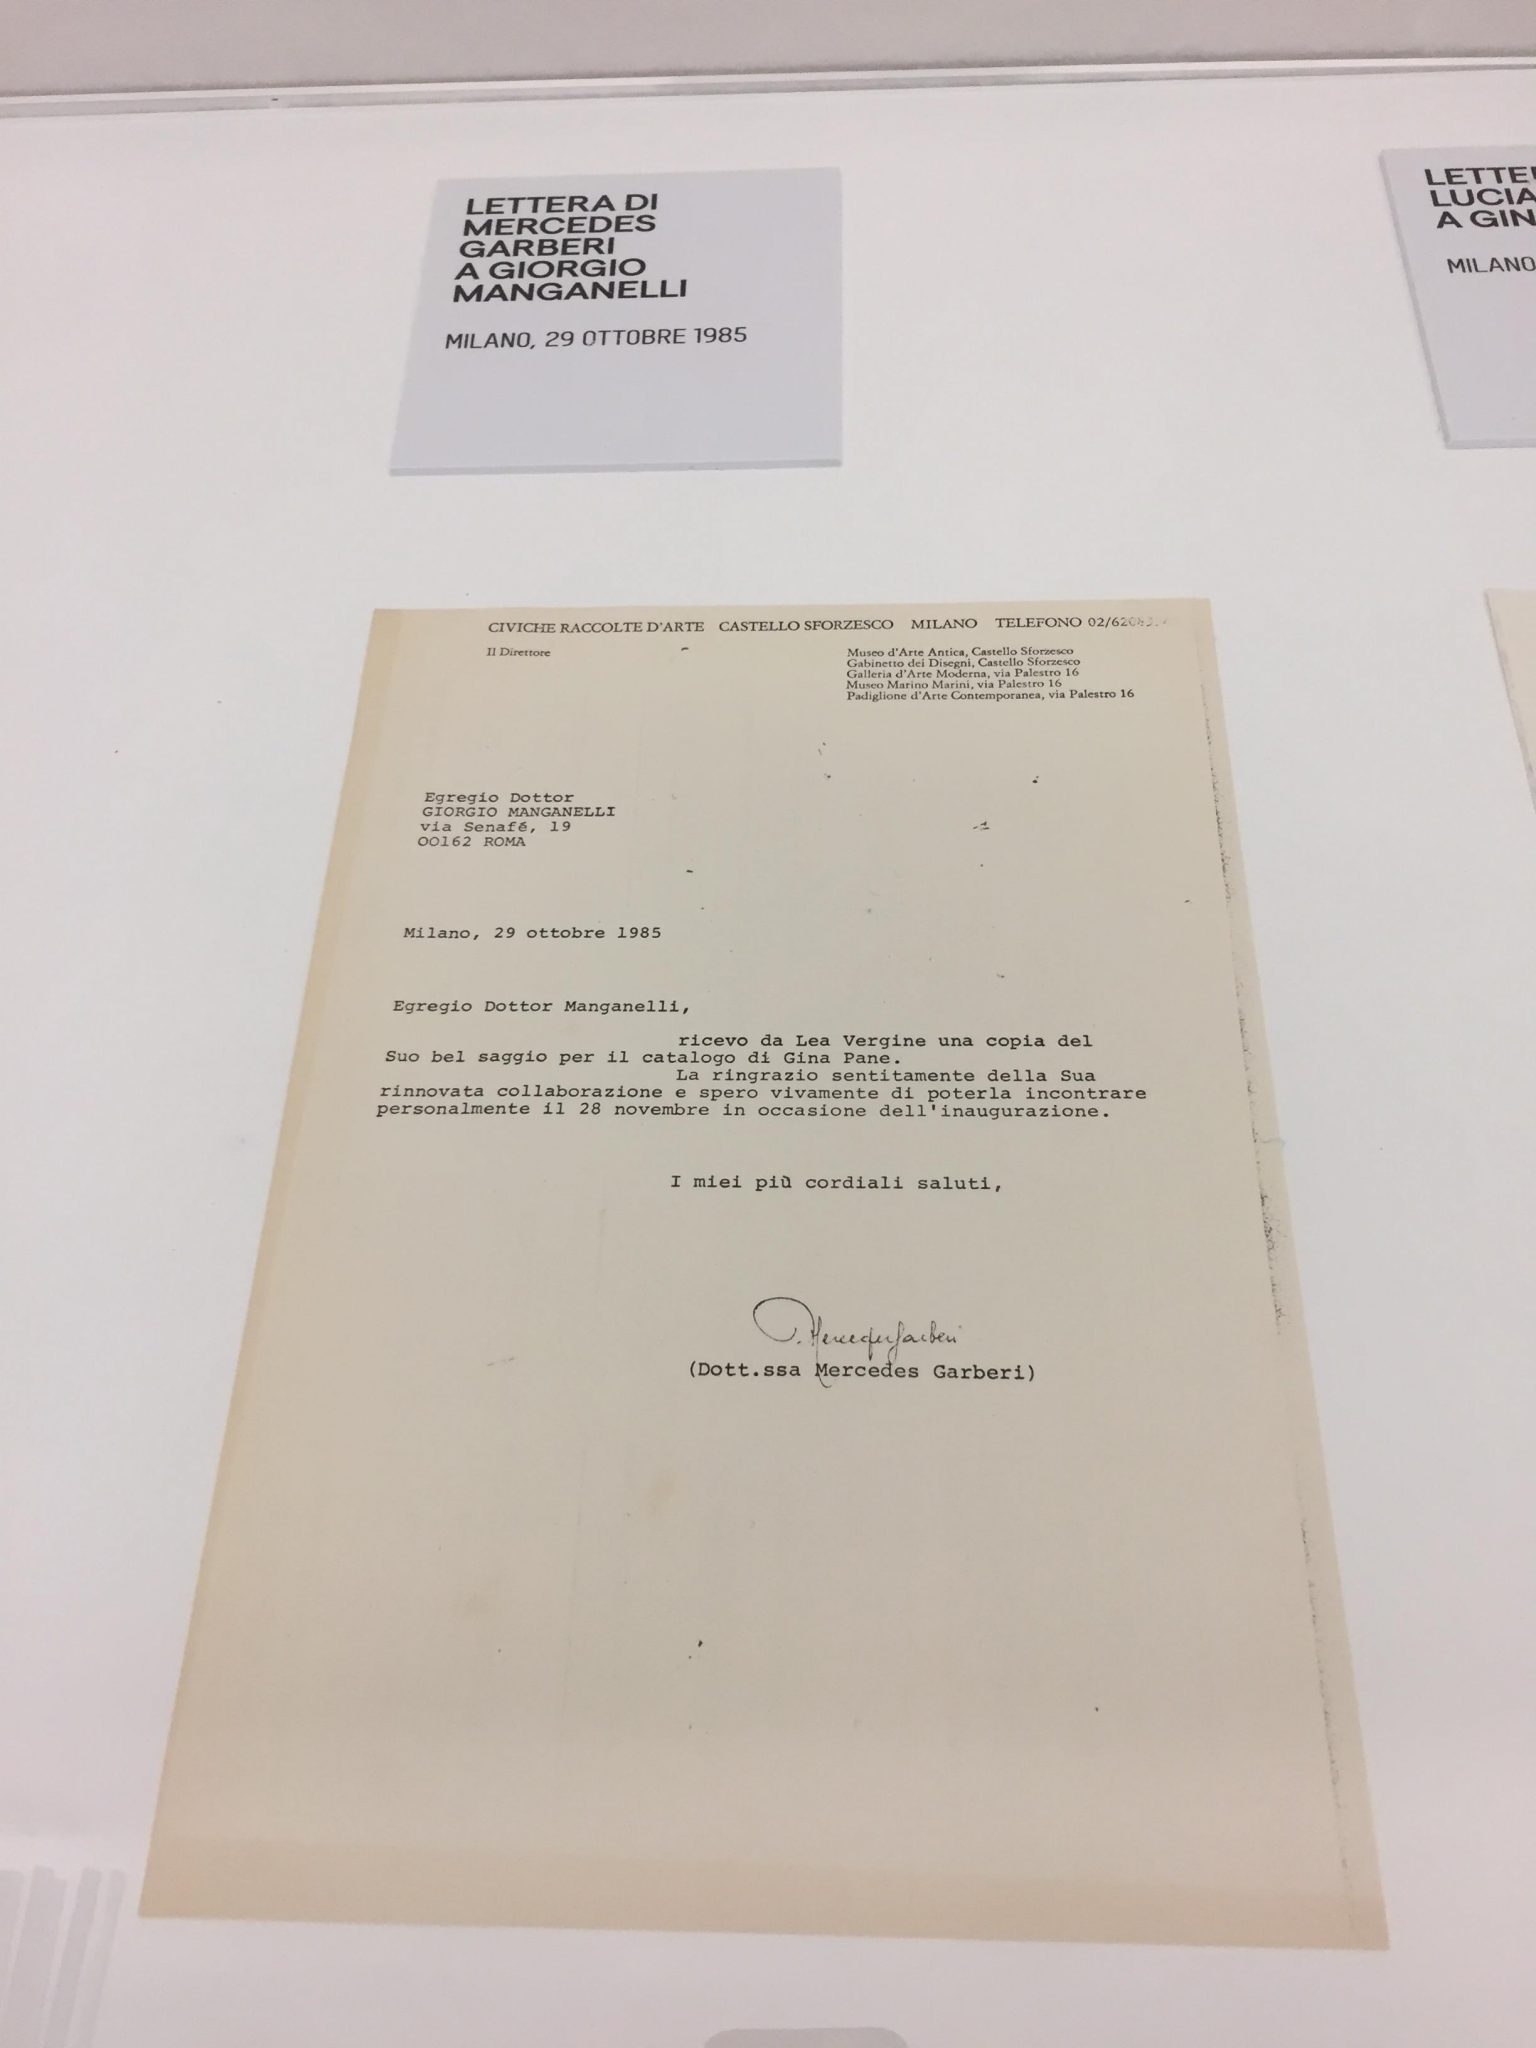 LETTERA DI
MERCEDES
GARBERI
A GIORGIO
MANGANELLI
MILANO, 29 OTTOBRE 1985
LUCIA
A GIN
MILANO
CIVICHE RACCOLTE D'ARTE CASTELLO SFORZESCO MILANO TELEFONO
Il Direttore
Museo d'Arte Antica, Castello Sforzesco
Gabinetto dei Disegni, Castello Sforzesco
Galleria d'Arte Moderna, via Palestro 16
Museo Marino Marini, via Palestro 16
Padiglione d'Arte Contemporanea, via Palestro 16
Egregio Dottor
GIORGIO MANGANELLI
via Senafé, 19
00162 ROMA
Milano, 29 ottobre 1985
Egregio Dottor Manganelli,
ricevo da Lea Vergine una copia del
Suo bel saggio per il catalogo di Gina Pane.
La ringrazio sentitamente della Sua
rinnovata collaborazione e spero vivamente di poterla incontrare
personalmente il 28 novembre in occasione dell'inaugurazione.
I miei più cordiali saluti,
(Dott.ssa Mercedes Garberi)